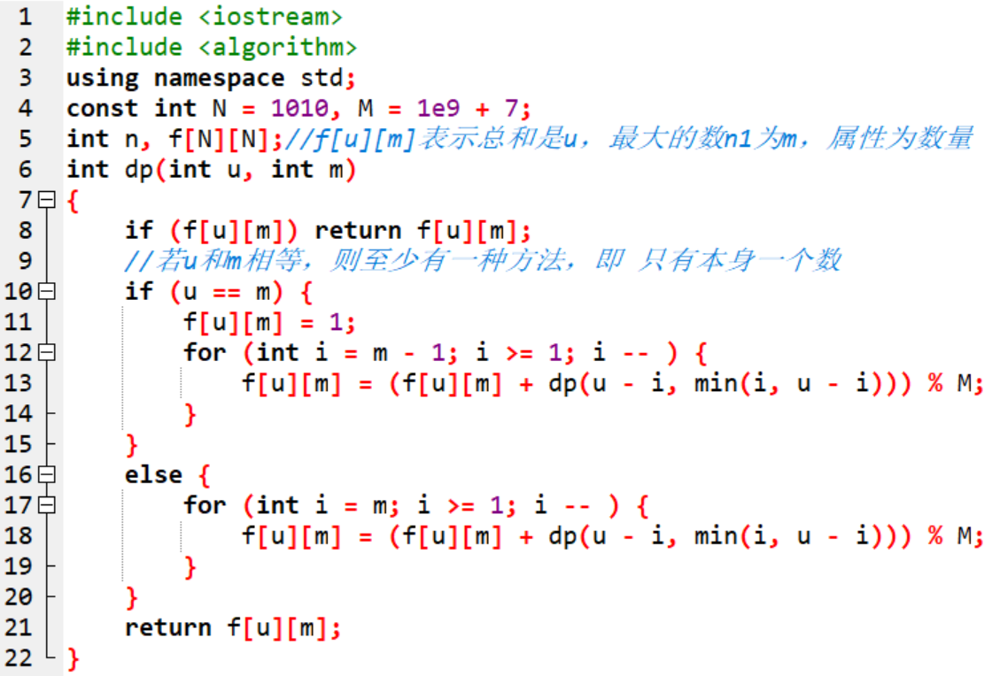 1 #include <iostream>
2 #include <algorithm>
3 using namespace std;
4 const int N = 1010, M = 1e9 + 7;
5 int n, f[N][N];//f[u][m]表示总和是u，最大的数n1为m，属性为数量
6 int dp(int u, int m)
7 {
8     if (f[u][m]) return f[u][m];
9     //若u和m相等，则至少有一种方法，即 只有本身一个数
10     if (u == m) {
11         f[u][m] = 1;
12         for (int i = m - 1; i >= 1; i -- ) {
13             f[u][m] = (f[u][m] + dp(u - i, min(i, u - i))) % M;
14         }
15     }
16     else {
17         for (int i = m; i >= 1; i -- ) {
18             f[u][m] = (f[u][m] + dp(u - i, min(i, u - i))) % M;
19         }
20     }
21     return f[u][m];
22 }